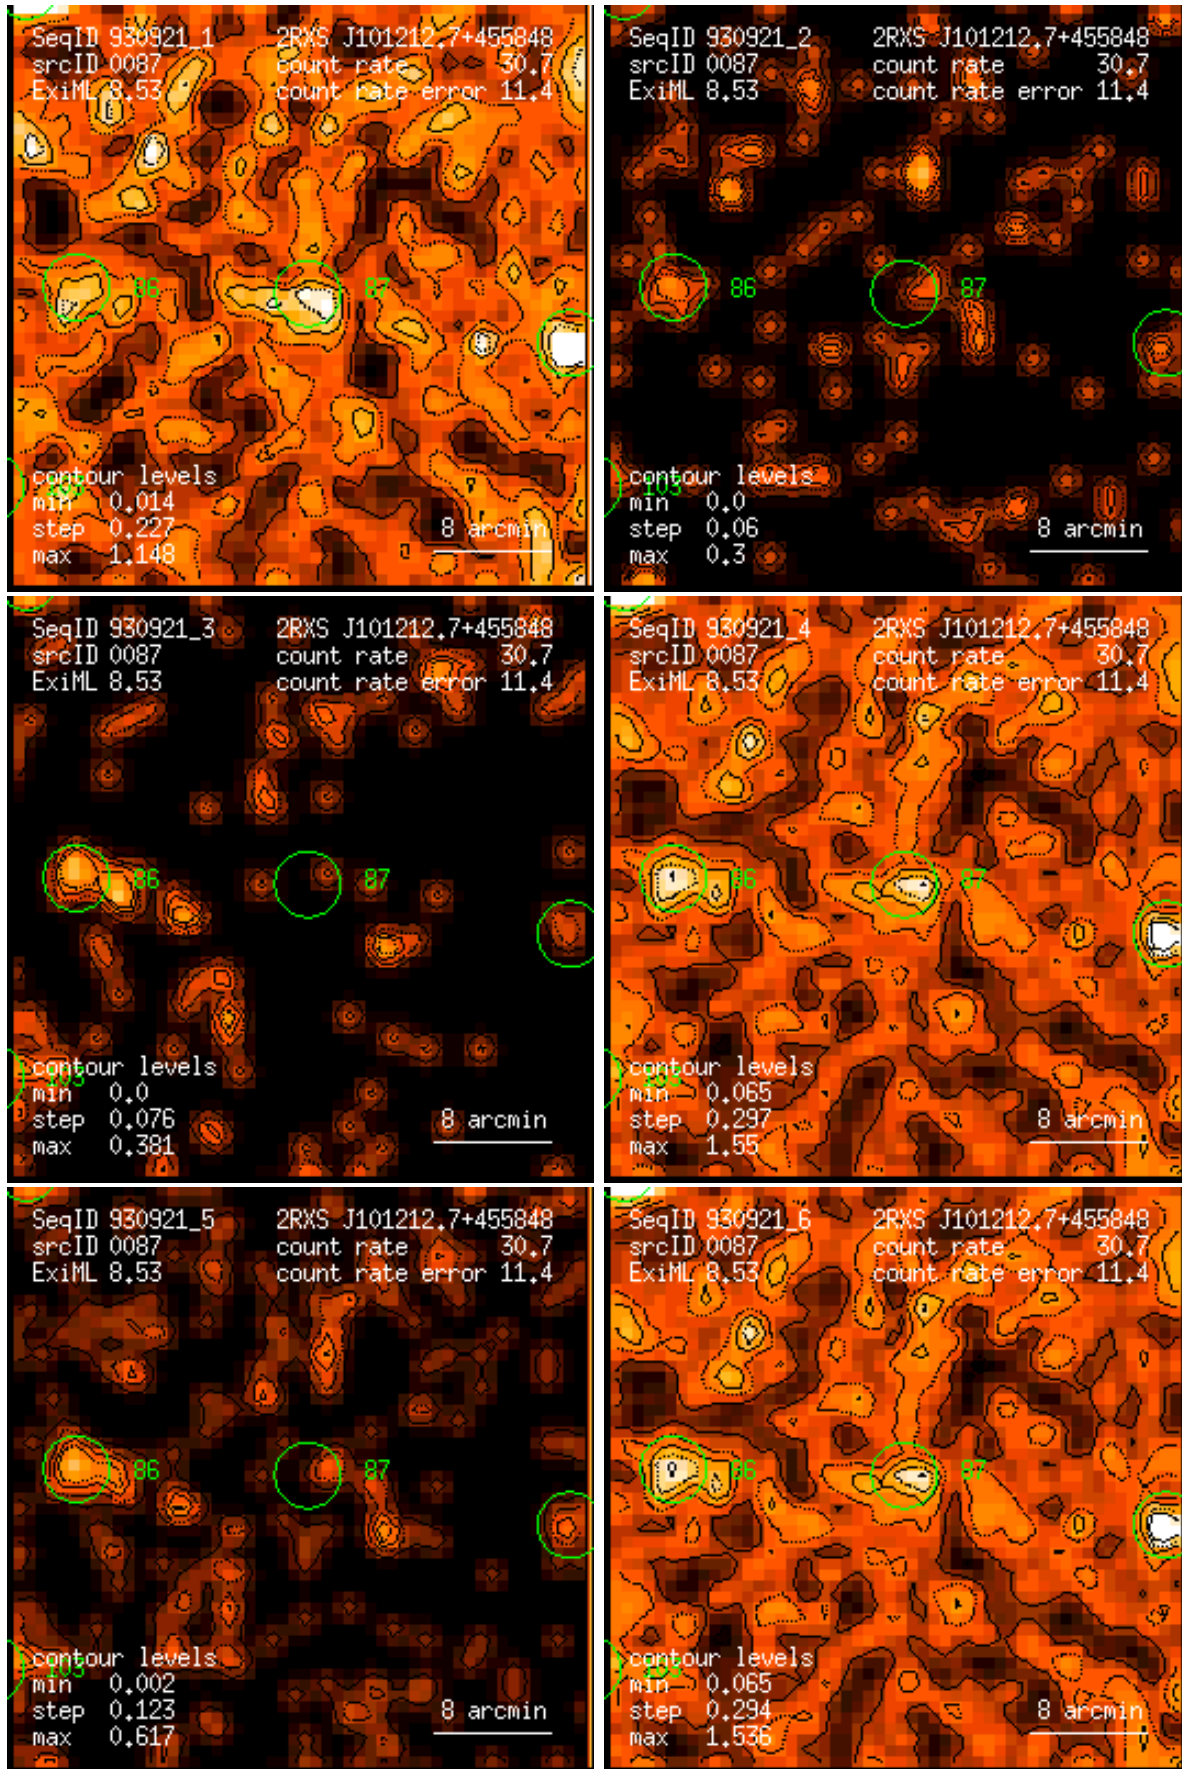 SeqID 930921_1 2RXS J101212.7+455848
srcID 0087 count rate 30.7
ExiML 8.53 count rate error 11.4
86 87
contour levels
103
min 0.014
step 0.227 8 arcmin
max 1.148
SeqID 930921_2 2RXS J101212.7+455848
srcID 0087 count rate 30.7
ExiML 8.53 count rate error 11.4
86 87
contour levels
103
min 0.0
step 0.06 8 arcmin
max 0.3
SeqID 930921_3 2RXS J101212.7+455848
srcID 0087 count rate 30.7
ExiML 8.53 count rate error 11.4
86 87
contour levels
103
min 0.0
step 0.076 8 arcmin
max 0.381
SeqID 930921_4 2RXS J101212.7+455848
srcID 0087 count rate 30.7
ExiML 8.53 count rate error 11.4
86 87
contour levels
103
min 0.065
step 0.297 8 arcmin
max 1.55
SeqID 930921_5 2RXS J101212.7+455848
srcID 0087 count rate 30.7
ExiML 8.53 count rate error 11.4
86 87
contour levels
103
min 0.002
step 0.123 8 arcmin
max 0.617
SeqID 930921_6 2RXS J101212.7+455848
srcID 0087 count rate 30.7
ExiML 8.53 count rate error 11.4
86 87
contour levels
103
min 0.065
step 0.294 8 arcmin
max 1.536